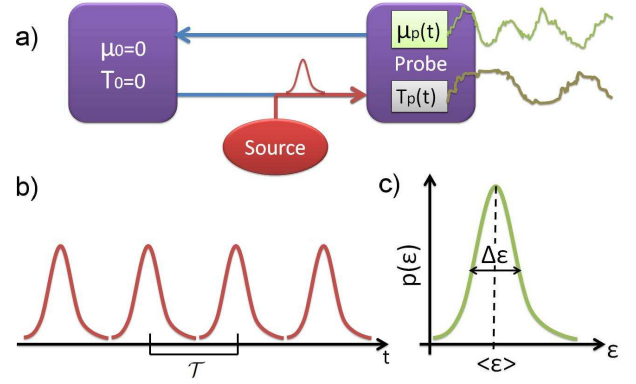 a)
μ₀=0
T₀=0
μₚ(t)
Probe
Tₚ(t)
Source
b)
t
𝒯
c)
p(ε)
Δε
<ε>
ε